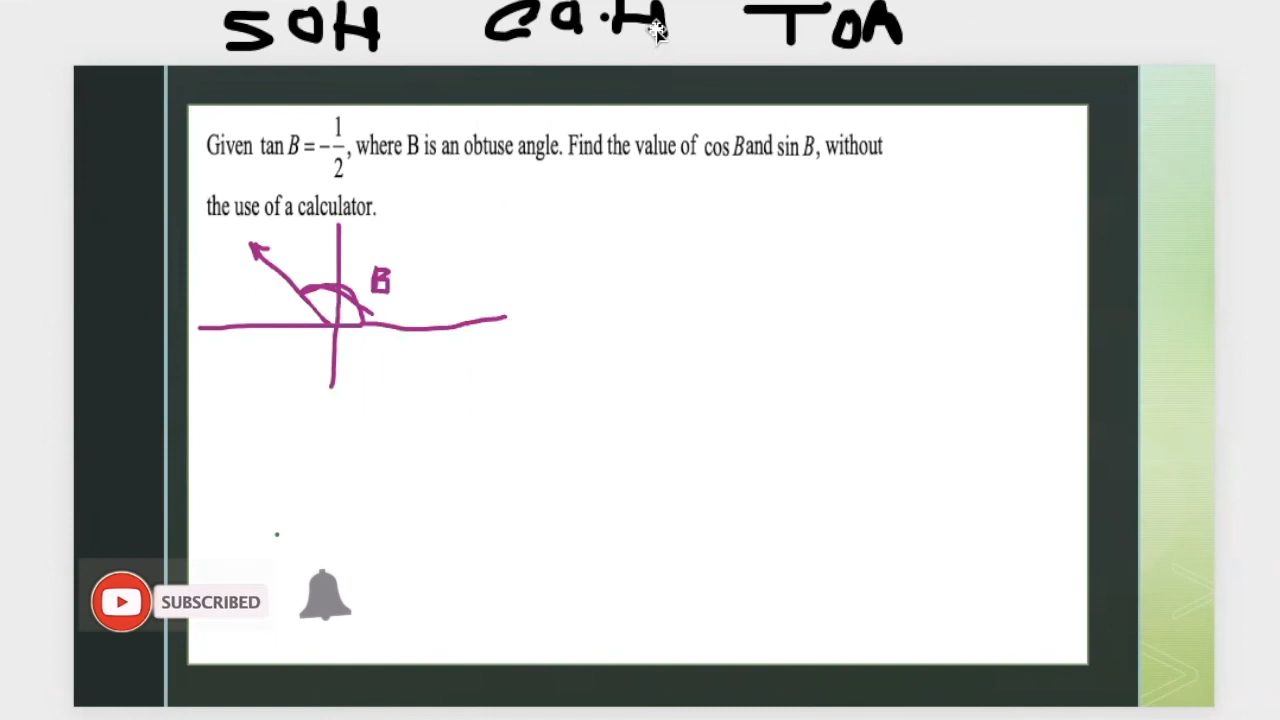 SOH CaH TOA
Given tan B = -1/2, where B is an obtuse angle. Find the value of cos B and sin B, without
the use of a calculator.
B
SUBSCRIBED